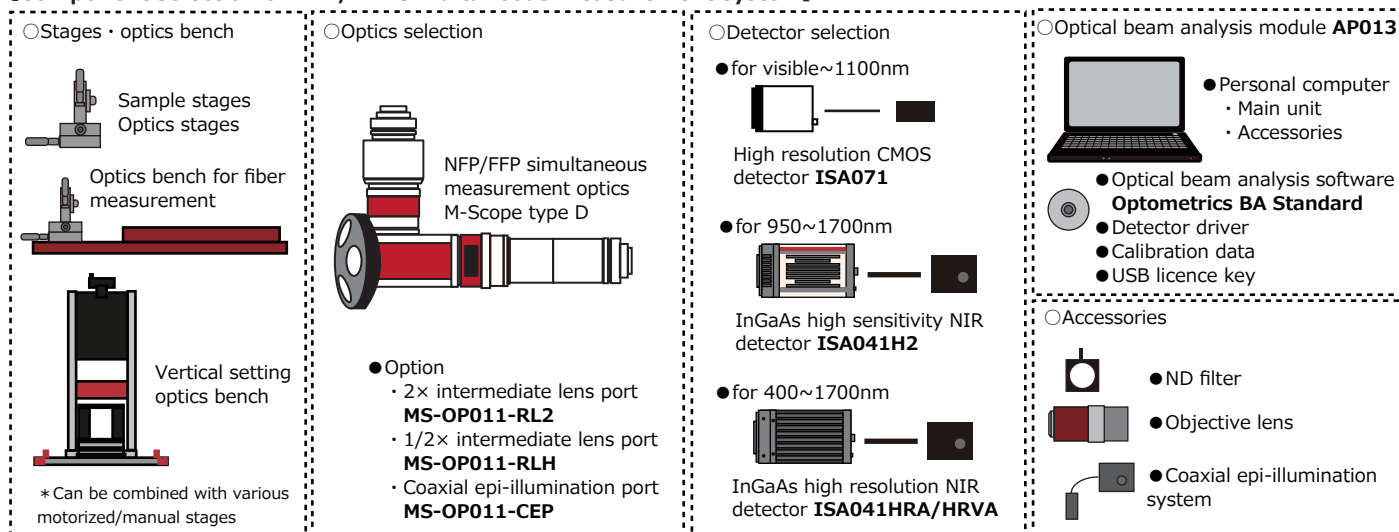 ○Stages・optics bench
Sample stages
Optics stages
Optics bench for fiber
measurement
Vertical setting
optics bench
＊Can be combined with various
motorized/manual stages
○Optics selection
NFP/FFP simultaneous
measurement optics
M-Scope type D
●Option
・2× intermediate lens port
MS-OP011-RL2
・1/2× intermediate lens port
MS-OP011-RLH
・Coaxial epi-illumination port
MS-OP011-CEP
○Detector selection
●for visible~1100nm
High resolution CMOS
detector ISA071
●for 950~1700nm
InGaAs high sensitivity NIR
detector ISA041H2
●for 400~1700nm
InGaAs high resolution NIR
detector ISA041HRA/HRVA
○Optical beam analysis module AP013
●Personal computer
・Main unit
・Accessories
●Optical beam analysis software
Optometrics BA Standard
●Detector driver
●Calibration data
●USB licence key
○Accessories
●ND filter
●Objective lens
●Coaxial epi-illumination
system